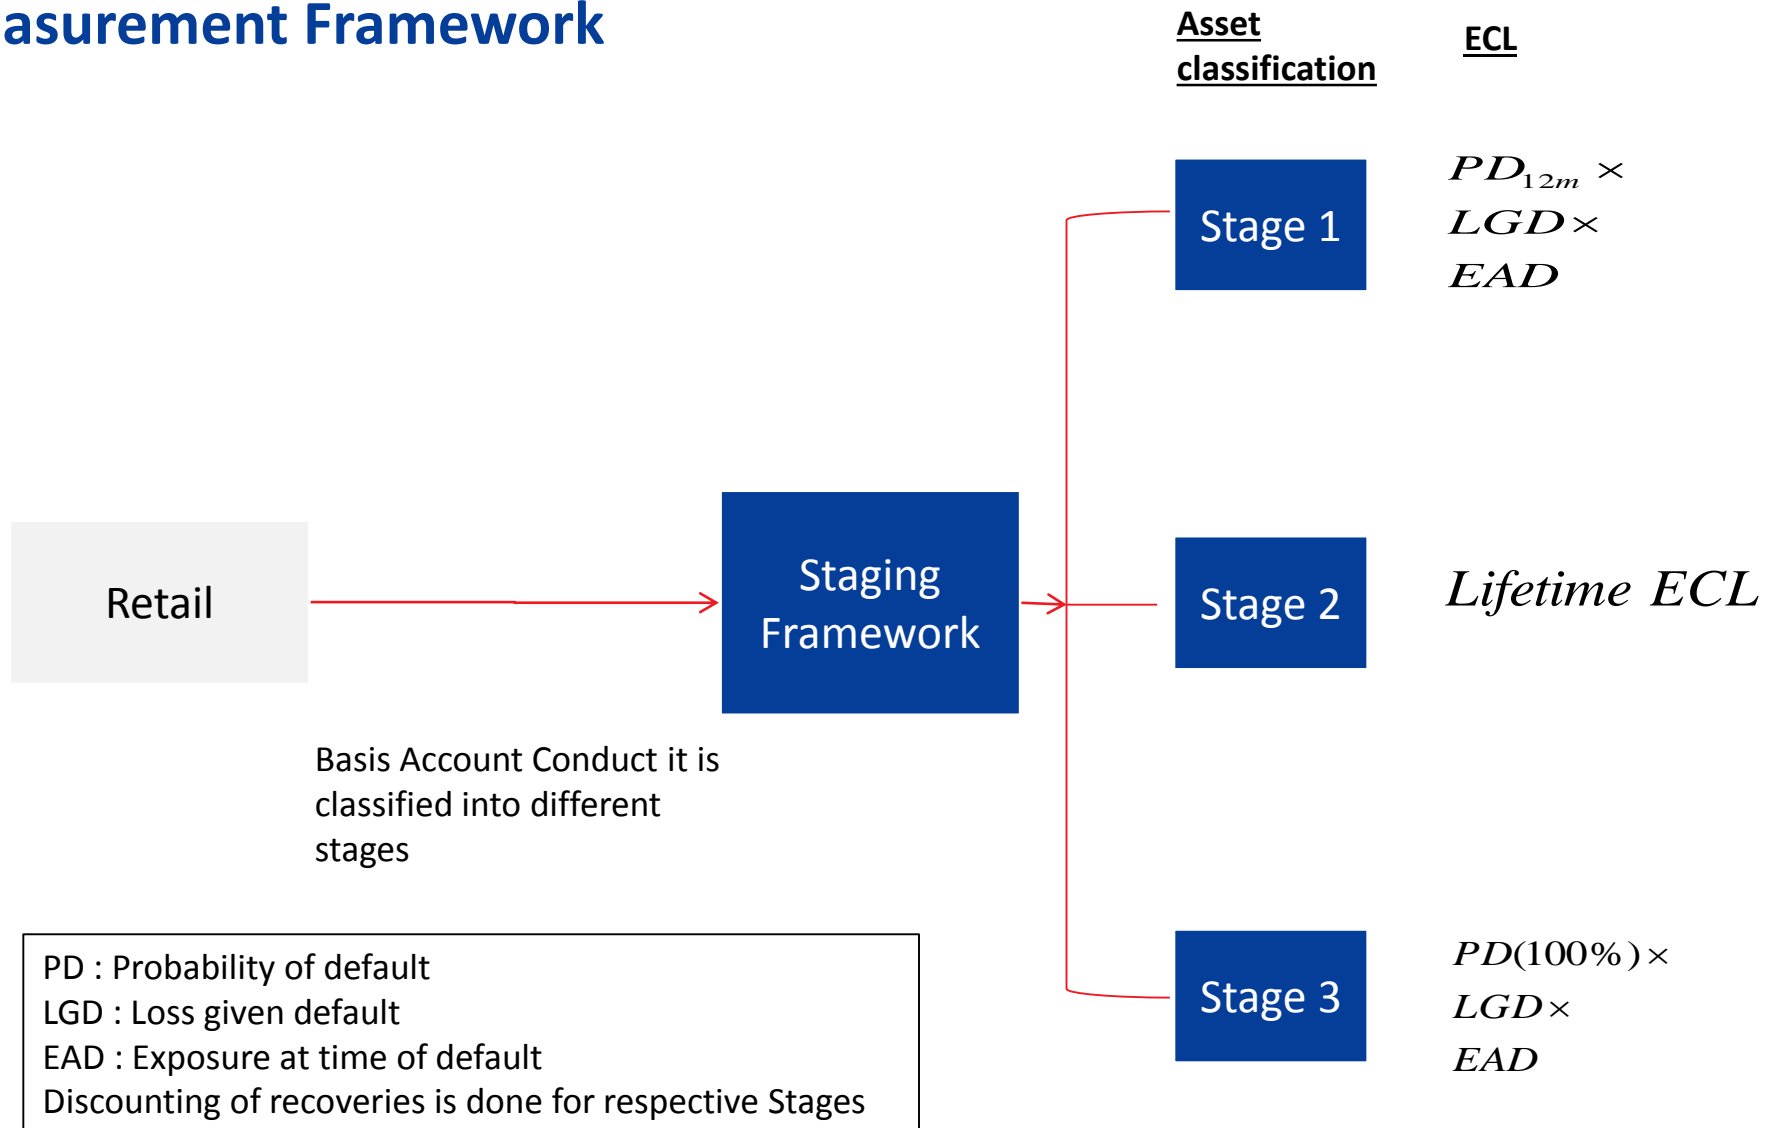 asurement Framework
Asset
classification
ECL
Stage 1
PD12m ×
LGD ×
EAD
Retail
Staging
Framework
Stage 2
Lifetime ECL
Basis Account Conduct it is
classified into different
stages
Stage 3
PD(100%) ×
LGD ×
EAD
PD : Probability of default
LGD : Loss given default
EAD : Exposure at time of default
Discounting of recoveries is done for respective Stages